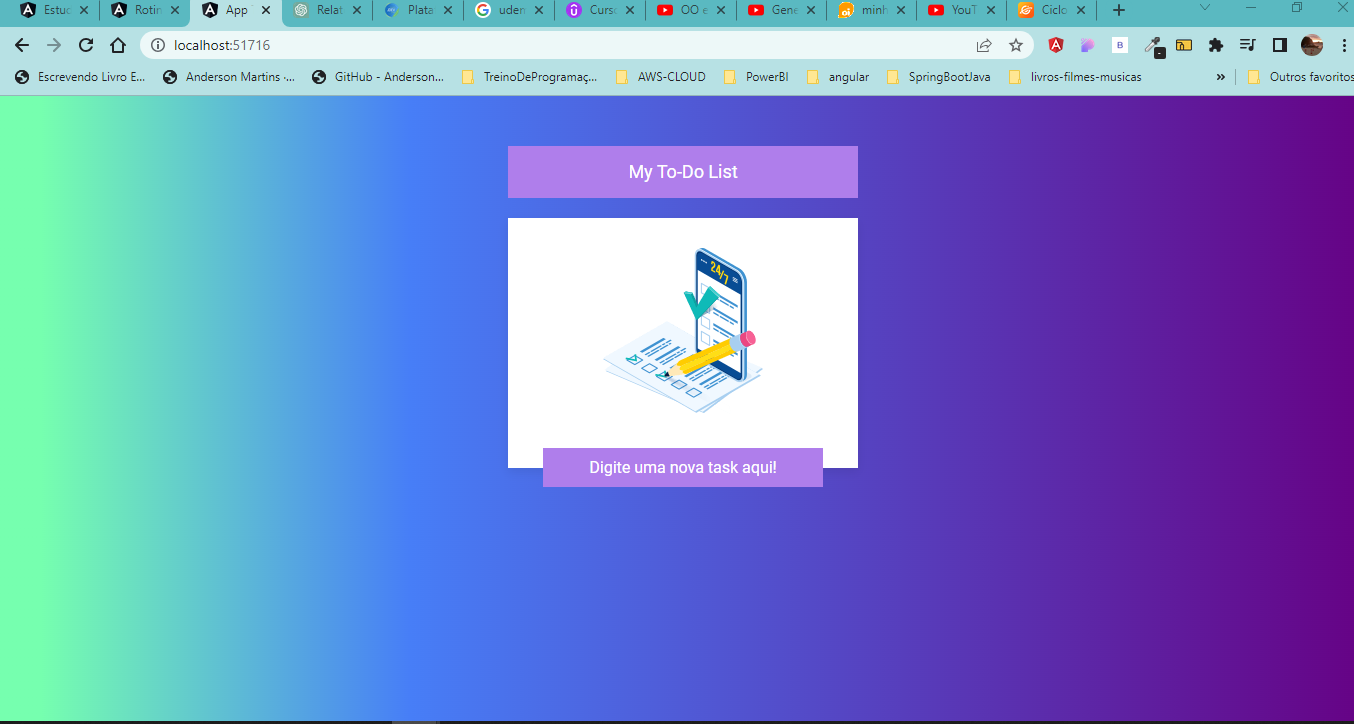 Estuc
Rotin
App
Relat
Plata
uden
Curso
OO e
Gene
minh
YouT
Ciclo
localhost:51716
Escrevendo Livro E...
Anderson Martins -...
GitHub - Anderson...
TreinoDeProgramaç...
AWS-CLOUD
PowerBI
angular
SpringBootJava
livros-filmes-musicas
»
Outros favoritos
My To-Do List
24/7
Digite uma nova task aqui!